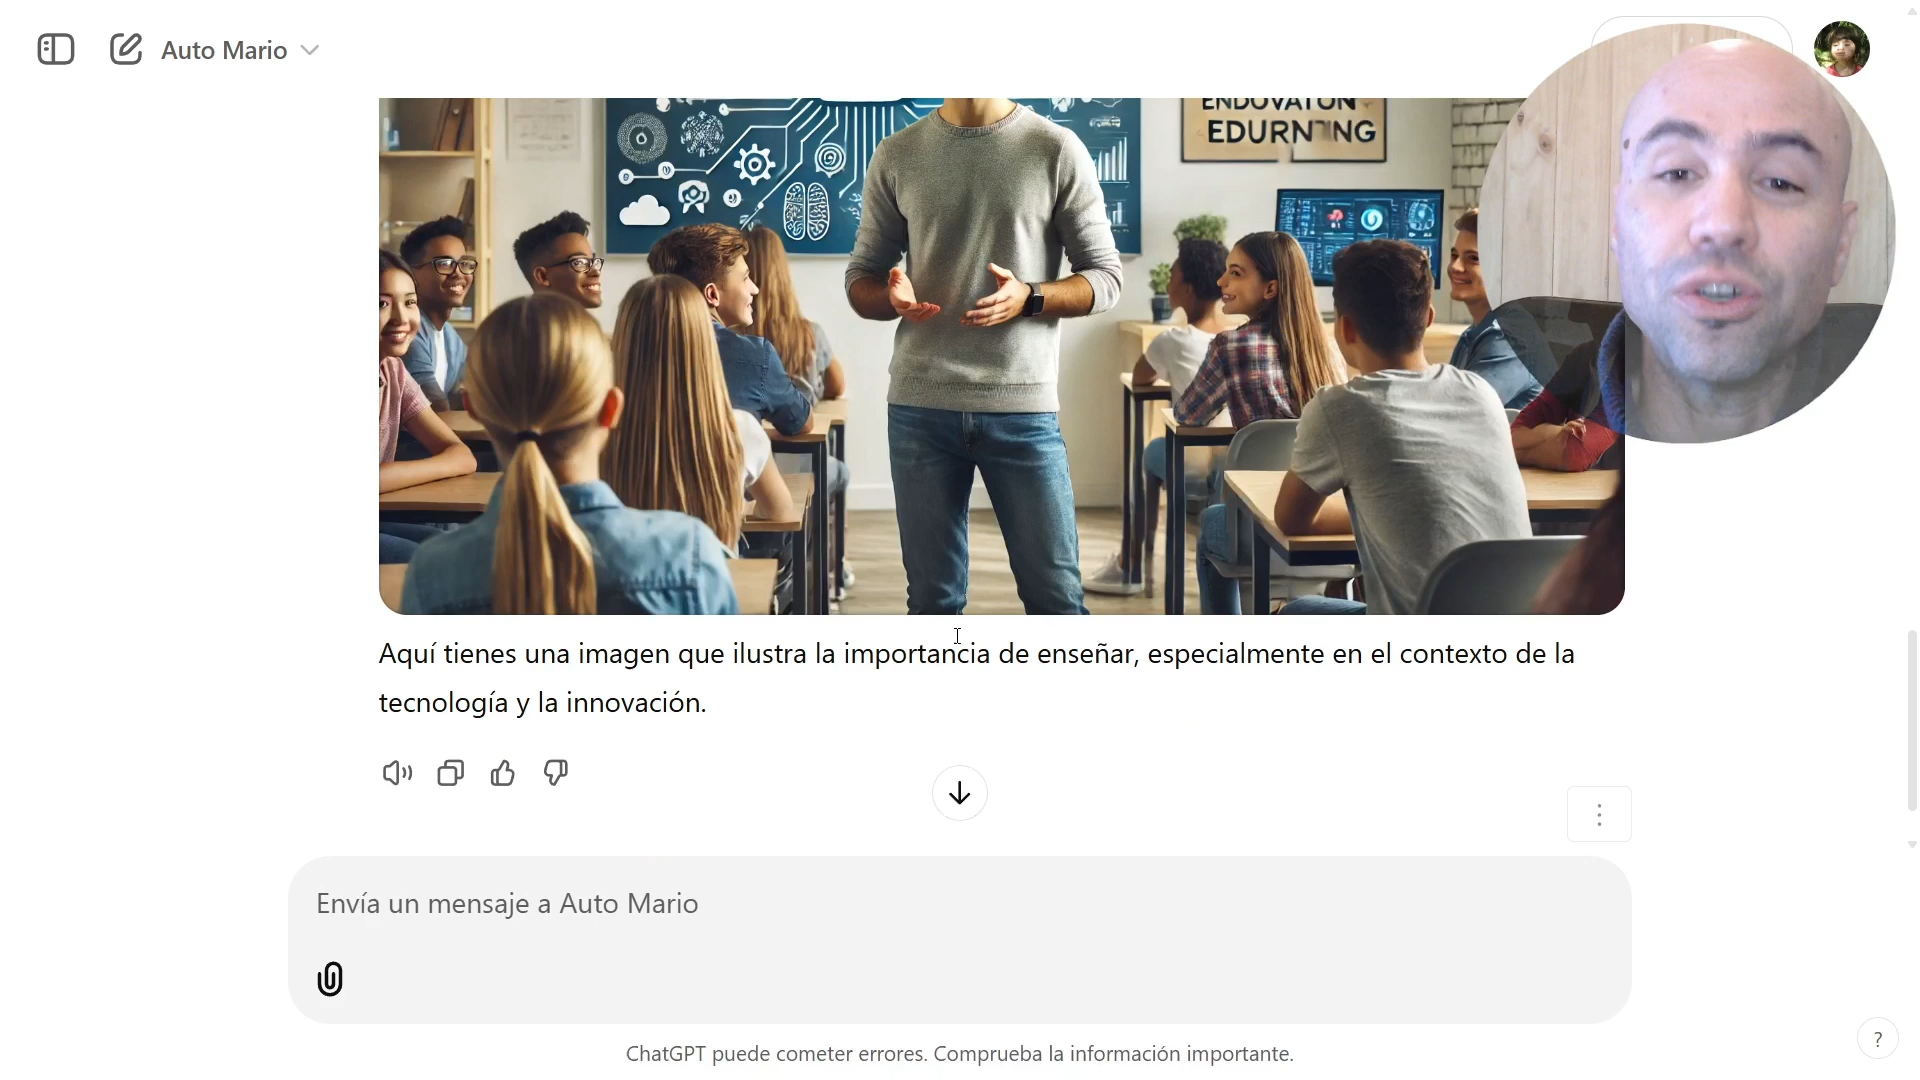 Auto Mario
ENDOVATON
EDURNING
Aquí tienes una imagen que ilustra la importancia de enseñar, especialmente en el contexto de la
tecnología y la innovación.
Envía un mensaje a Auto Mario
ChatGPT puede cometer errores. Comprueba la información importante.
?